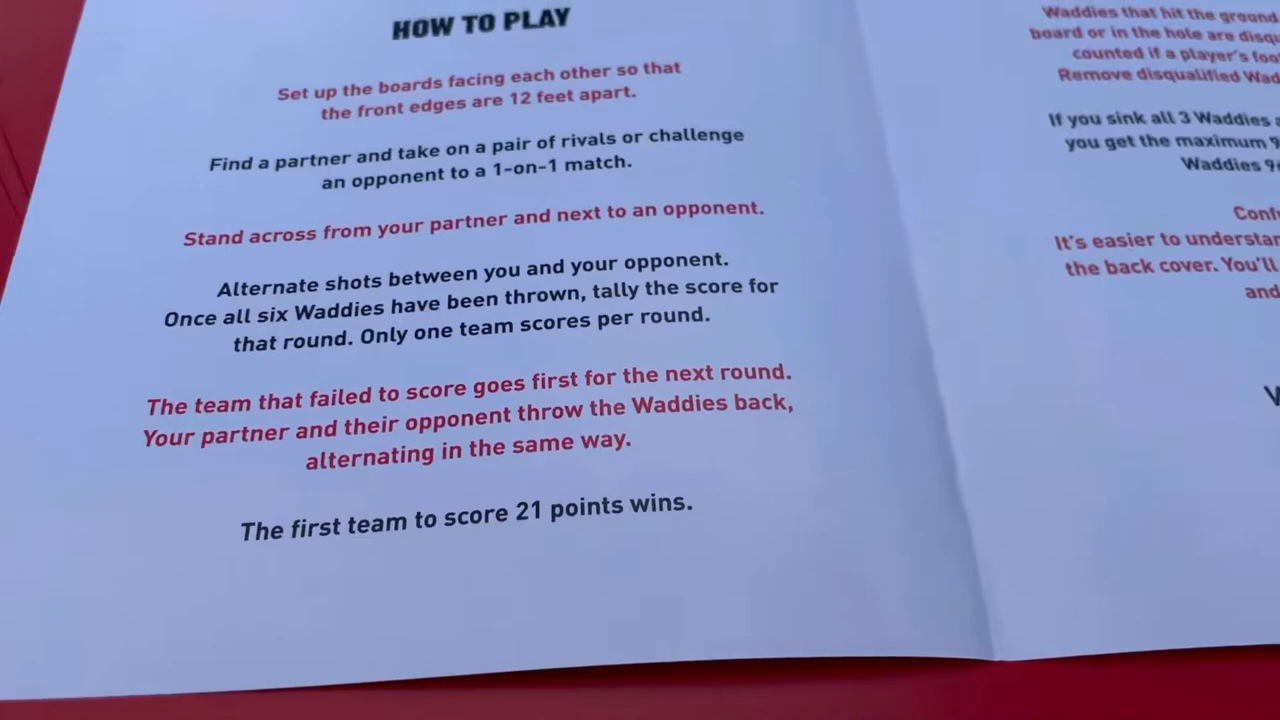 HOW TO PLAY
Set up the boards facing each other so that
the front edges are 12 feet apart.
Find a partner and take on a pair of rivals or challenge
an opponent to a 1-on-1 match.
Stand across from your partner and next to an opponent.
Alternate shots between you and your opponent.
Once all six Waddies have been thrown, tally the score for
that round. Only one team scores per round.
The team that failed to score goes first for the next round.
Your partner and their opponent throw the Waddies back,
alternating in the same way.
The first team to score 21 points wins.
Waddies that hit the ground
board or in the hole are
counted if a player's
Remove disqualified
If you sink all 3 Waddies
you get the maximum
Waddies
It's easier to
the back cover. You'll
and